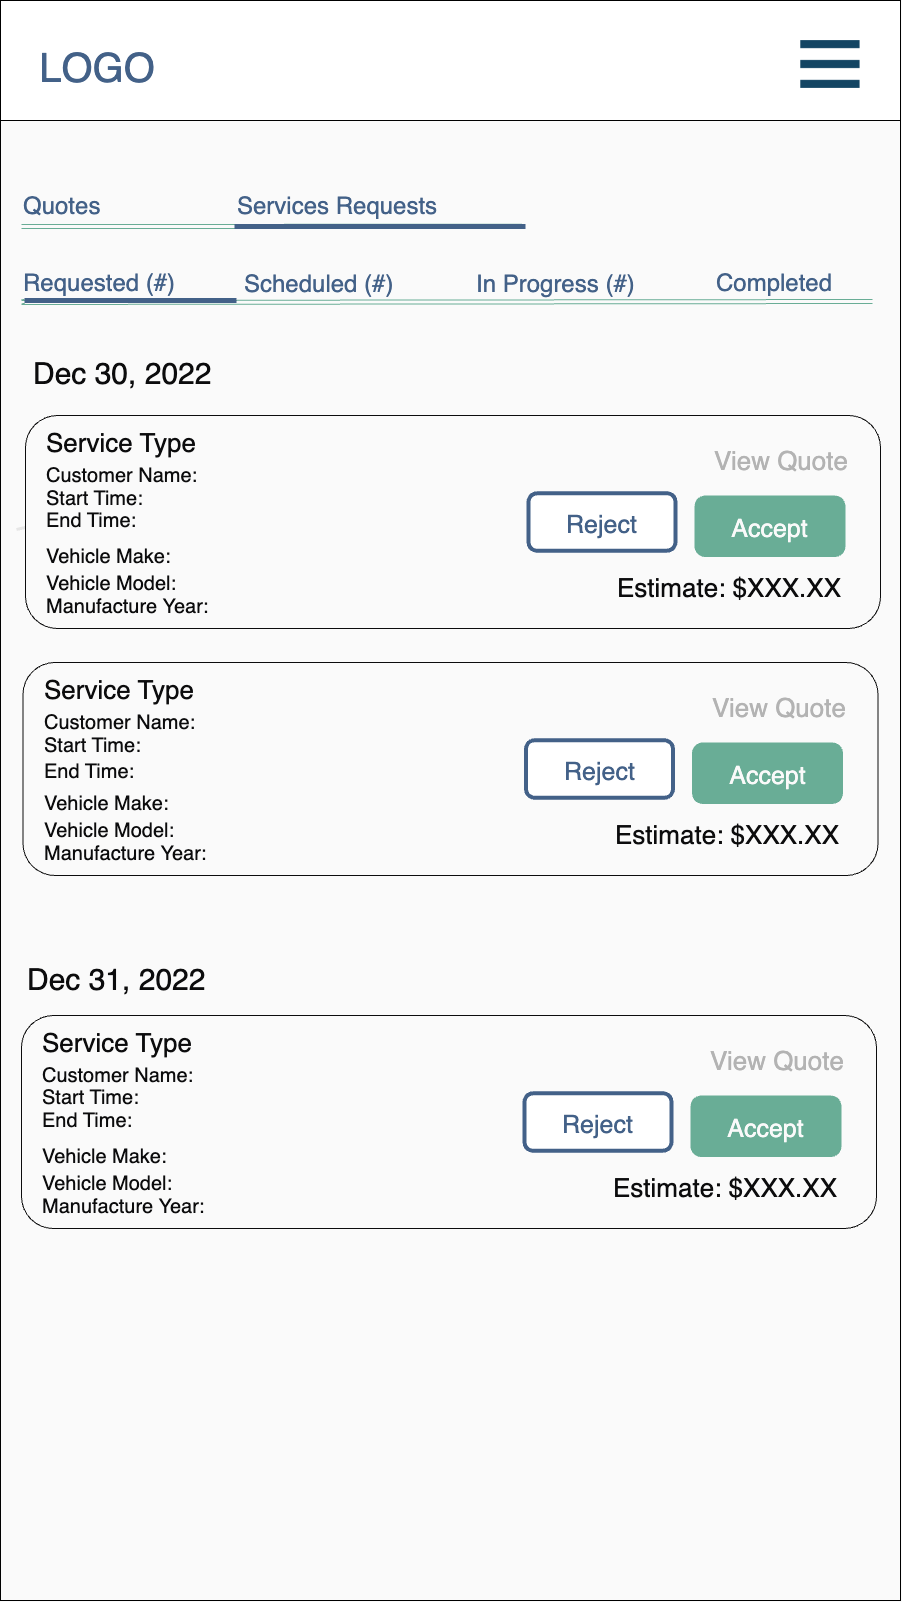 LOGO
Quotes Services Requests
Requested (#) Scheduled (#) In Progress (#) Completed
Dec 30, 2022
Service Type
View Quote
Customer Name:
Start Time:
End Time:
Reject Accept
Vehicle Make:
Vehicle Model:
Estimate: $XXX.XX
Manufacture Year:
Service Type
View Quote
Customer Name:
Start Time:
End Time:
Reject Accept
Vehicle Make:
Vehicle Model:
Estimate: $XXX.XX
Manufacture Year:
Dec 31, 2022
Service Type
View Quote
Customer Name:
Start Time:
End Time:
Reject Accept
Vehicle Make:
Vehicle Model:
Estimate: $XXX.XX
Manufacture Year: